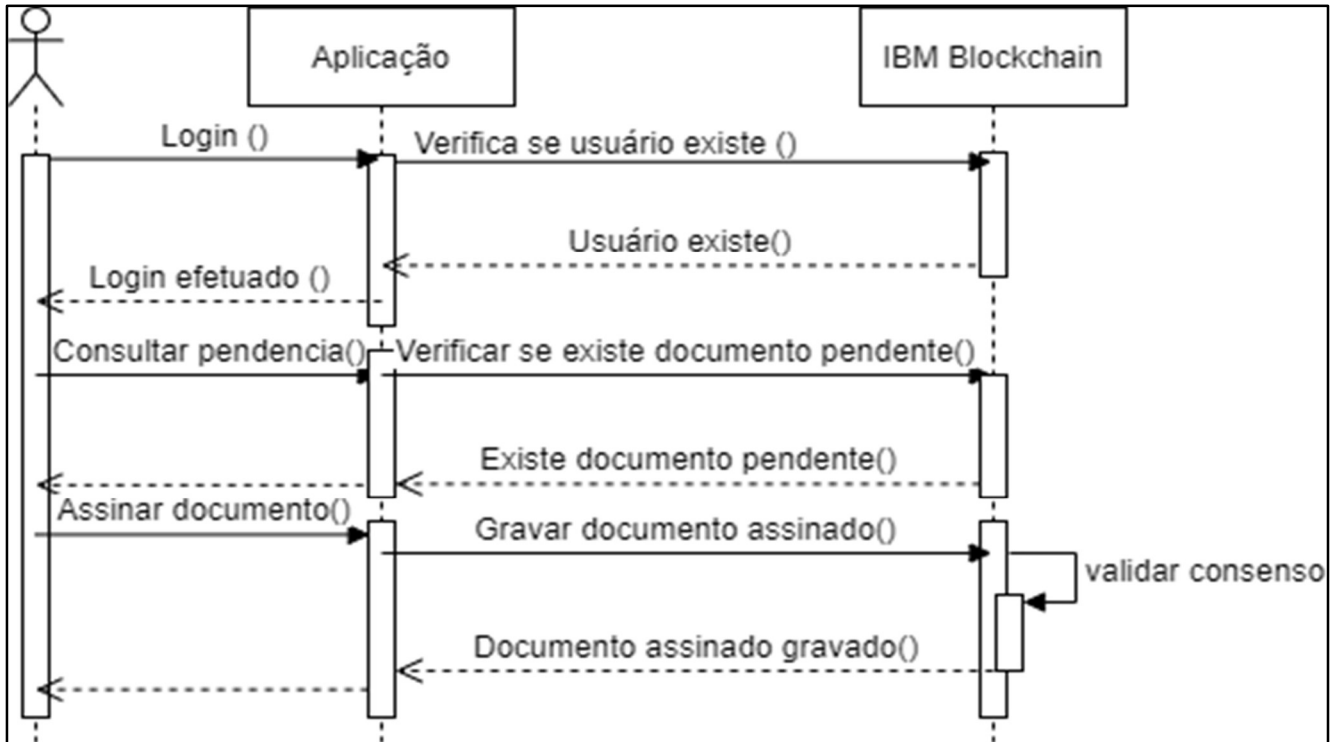 Aplicação
IBM Blockchain
Login ()
Verifica se usuário existe ()
Usuário existe()
Login efetuado ()
Consultar pendencia()
Verificar se existe documento pendente()
Existe documento pendente()
Assinar documento()
Gravar documento assinado()
validar consenso
Documento assinado gravado()